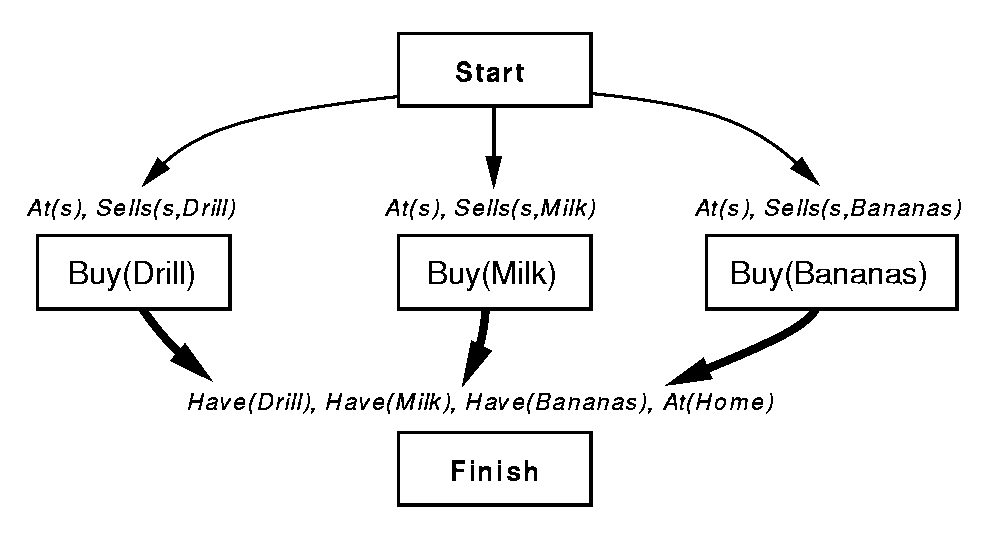 Start
At(s), Sells(s,Drill) At(s), Sells(s,Milk) At(s), Sells(s,Bananas)
Buy(Drill) Buy(Milk) Buy(Bananas)
Have(Drill), Have(Milk), Have(Bananas), At(Home)
Finish